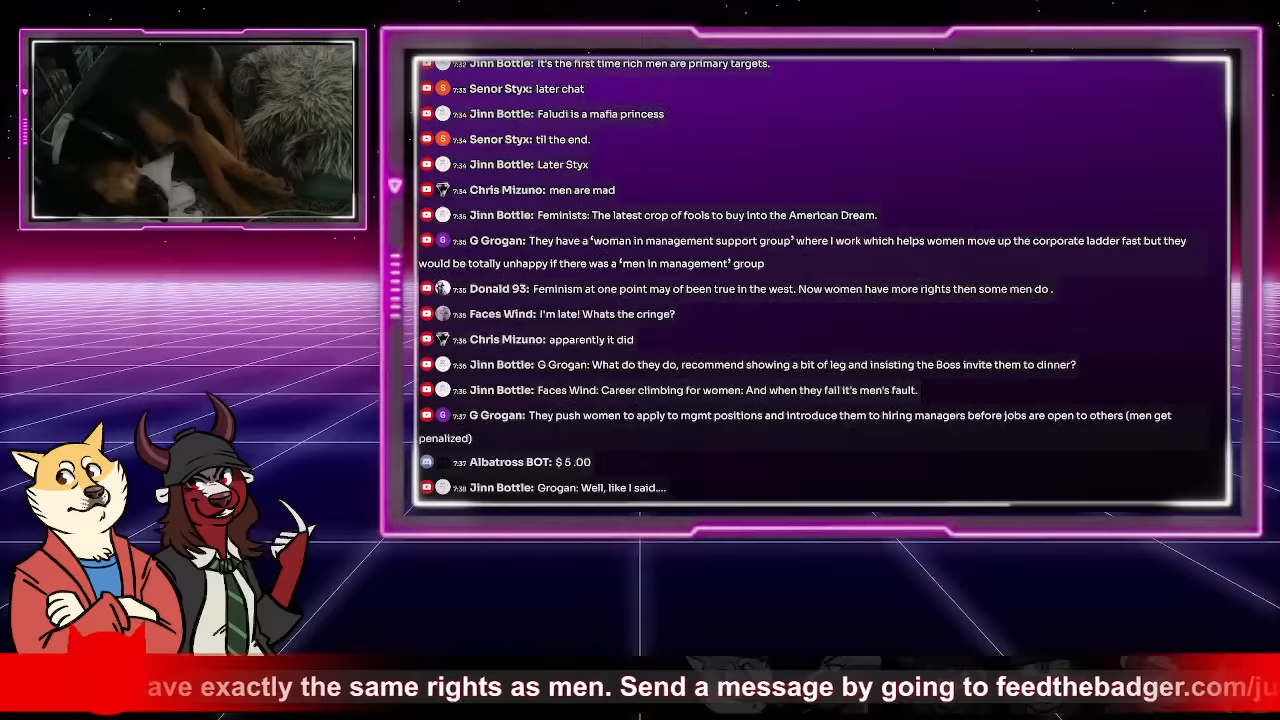 7:32 Jinn Bottle: It's the first time rich men are primary targets.
S 7:33 Senor Styx: later chat
7:34 Jinn Bottle: Faludi is a mafia princess
S 7:34 Senor Styx: til the end.
7:34 Jinn Bottle: Later Styx
7:34 Chris Mizuno: men are mad
7:35 Jinn Bottle: Feminists: The latest crop of fools to buy into the American Dream.
G 7:35 G Grogan: They have a ‘woman in management support group’ where I work which helps women move up the corporate ladder fast but they
would be totally unhappy if there was a ‘men in management’ group
7:35 Donald 93: Feminism at one point may of been true in the west. Now women have more rights then some men do .
7:35 Faces Wind: I'm late! Whats the cringe?
7:36 Chris Mizuno: apparently it did
7:36 Jinn Bottle: G Grogan: What do they do, recommend showing a bit of leg and insisting the Boss invite them to dinner?
7:36 Jinn Bottle: Faces Wind: Career climbing for women: And when they fail it's men's fault.
G 7:37 G Grogan: They push women to apply to mgmt positions and introduce them to hiring managers before jobs are open to others (men get
penalized)
7:37 Albatross BOT: $ 5 .00
7:38 Jinn Bottle: Grogan: Well, like I said....
ave exactly the same rights as men. Send a message by going to feedthebadger.com/ju